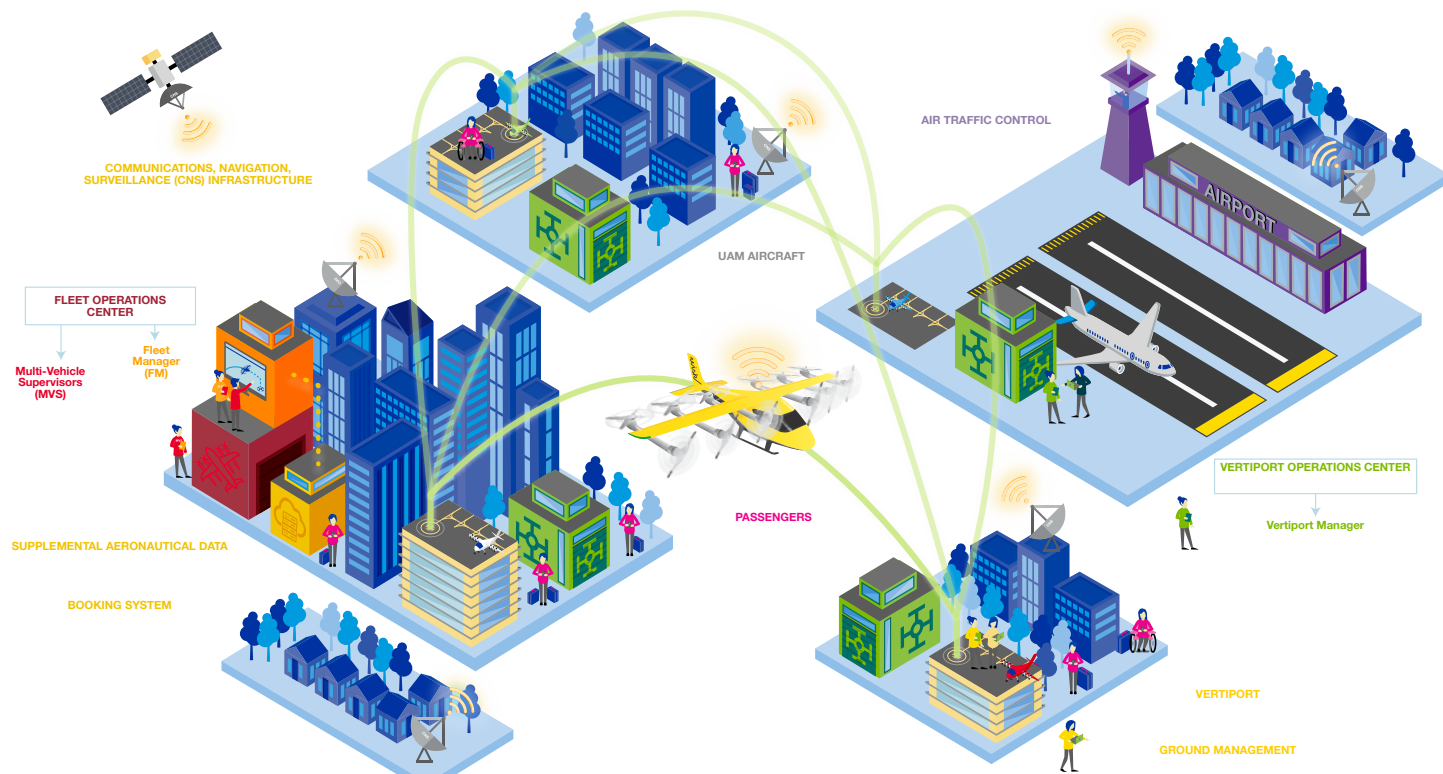 COMMUNICATIONS, NAVIGATION,
SURVEILLANCE (CNS) INFRASTRUCTURE
AIR TRAFFIC CONTROL
AIRPORT
UAM AIRCRAFT
FLEET OPERATIONS
CENTER
Multi-Vehicle
Supervisors
(MVS)
Fleet
Manager
(FM)
PASSENGERS
VERTIPORT OPERATIONS CENTER
Vertiport Manager
SUPPLEMENTAL AERONAUTICAL DATA
BOOKING SYSTEM
VERTIPORT
GROUND MANAGEMENT